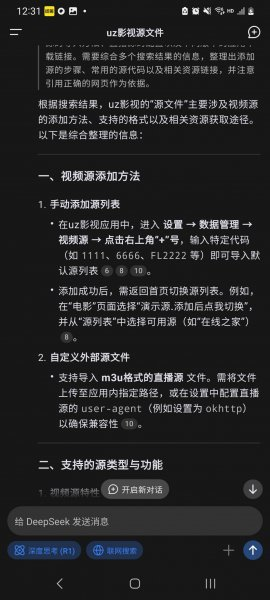 12:31
uz影视源文件
载链接。需要综合多个搜索结果的信息，整理出添加
源的步骤、常用的源代码以及相关资源链接，并注意
引用正确的网页作为依据。
根据搜索结果，uz影视的"源文件"主要涉及视频源
的添加方法、支持的格式以及相关资源获取途径。
以下是综合整理的信息：
一、视频源添加方法
1. 手动添加源列表
• 在uz影视应用中，进入 设置 → 数据管理 →
视频源 → 点击右上角"+"号，输入特定代码
（如 1111、6666、FL2222 等）即可导入默
认源列表 6 8 10 。
• 添加成功后，需返回首页切换源列表。例如，
在"电影"页面选择"演示源.添加后点我切换"，
并从"源列表"中选择可用源（如"在线之家"）
8 。
2. 自定义外部源文件
• 支持导入 m3u格式的直播源 文件。需将文件
上传至应用内指定路径，或在设置中配置直播
源的 user-agent（例如设置为 okhttp）
以确保兼容性 10 。
二、支持的源类型与功能
1. 视频源特性
开启新对话
给 DeepSeek 发送消息
深度思考 (R1) 联网搜索